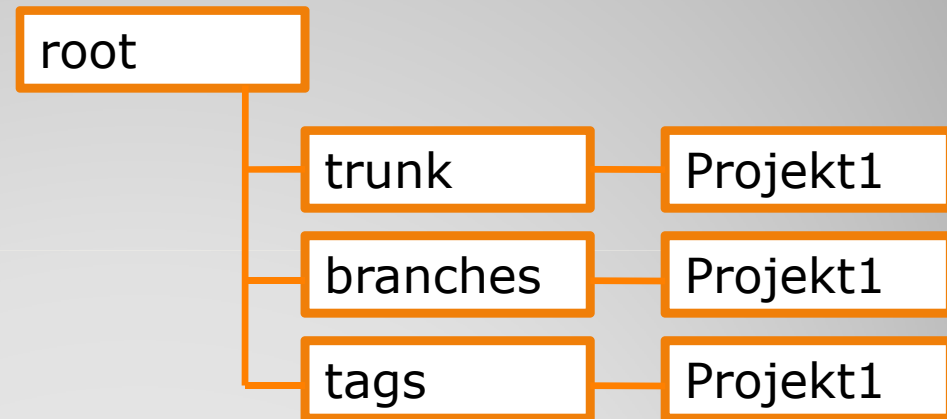 root
trunk
Projekt1
branches
Projekt1
tags
Projekt1